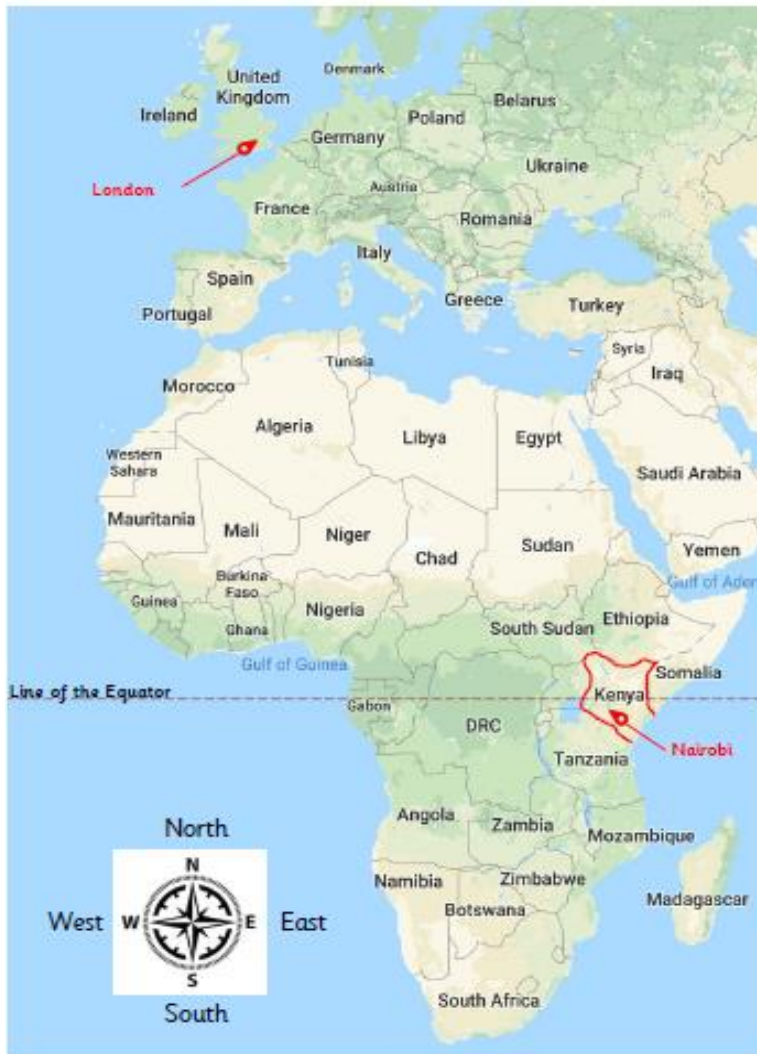 Denmark
United
Kingdom
Ireland
Belarus
Poland
Germany
Ukraine
London
Austria
France
Romania
Italy
Spain
Greece
Turkey
Portugal
Syria
Tunisia
Iraq
Morocco
Algeria
Libya
Egypt
Western
Sahara
Saudi Arabia
Mauritania
Mali
Niger
Chad
Sudan
Yemen
Burkina
Faso
Gulf of Aden
Guinea
Nigeria
Ethiopia
Ghana
South Sudan
Gulf of Guinea
Somalia
Line of the Equator
Kenya
Gabon
DRC
Nairobi
Tanzania
Angola
Zambia
Mozambique
North
Namibia
Zimbabwe
Madagascar
N
Botswana
West
W
E
East
S
South
South Africa